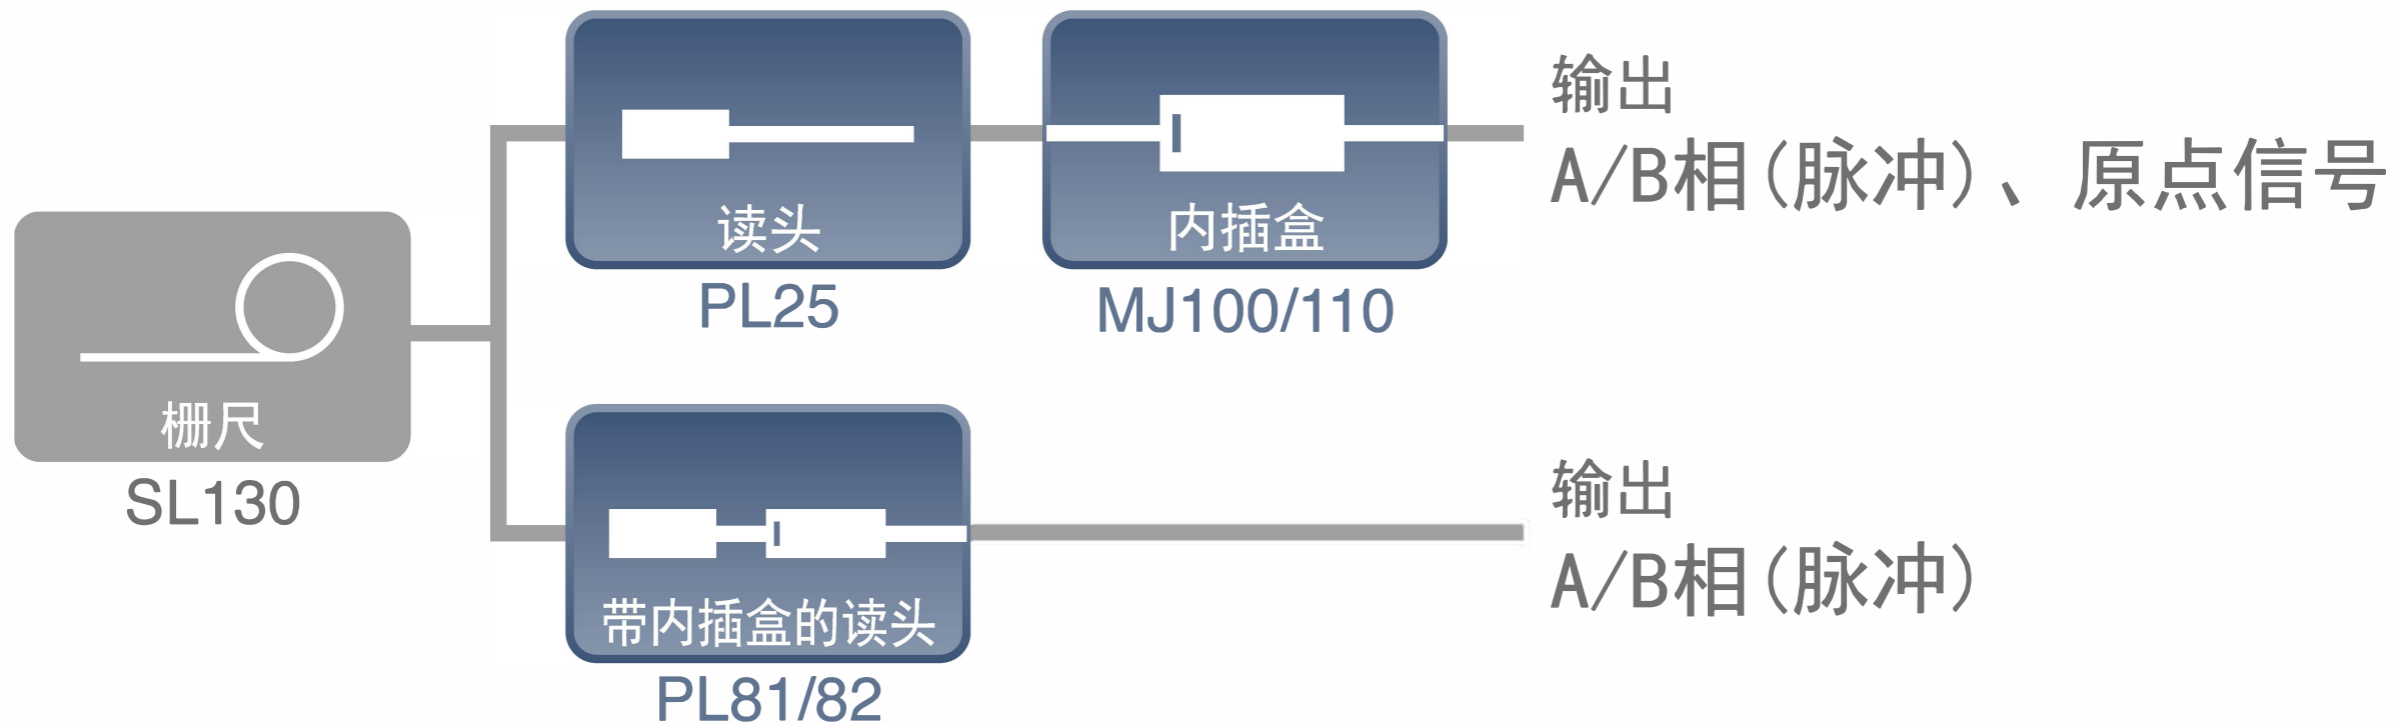 读头
PL25
内插盒
MJ100/110
输出
A/B相(脉冲)、原点信号
栅尺
SL130
带内插盒的读头
PL81/82
输出
A/B相(脉冲)